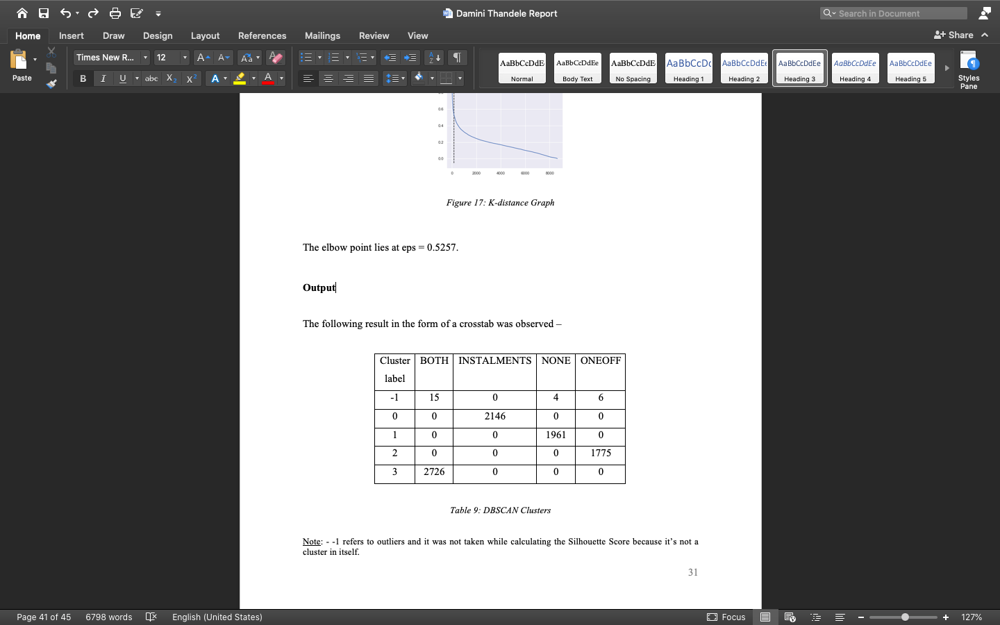 Damini Thandele Report
Search in Document
Home Insert Draw Design Layout References Mailings Review View
Share
Paste
Times New R...
12
AaBbCcDdE
Normal
AaBbCcDdEe
Body Text
AaBbCcDdE
No Spacing
AaBbCcDc
Heading 1
AaBbCcDdEe
Heading 2
AaBbCcDdEe
Heading 3
AaBbCcDdEe
Heading 4
AaBbCcDdEe
Heading 5
Styles
Pane
0.6
0.4
0.2
0.0
0 2000 4000 6000 8000
Figure 17: K-distance Graph
The elbow point lies at eps = 0.5257.
Output
The following result in the form of a crosstab was observed –
Cluster label BOTH INSTALMENTS NONE ONEOFF
-1 15 0 4 6
0 0 2146 0 0
1 0 0 1961 0
2 0 0 0 1775
3 2726 0 0 0
Table 9: DBSCAN Clusters
Note: - -1 refers to outliers and it was not taken while calculating the Silhouette Score because it's not a
cluster in itself.
31
Page 41 of 45 6798 words English (United States) Focus 127%